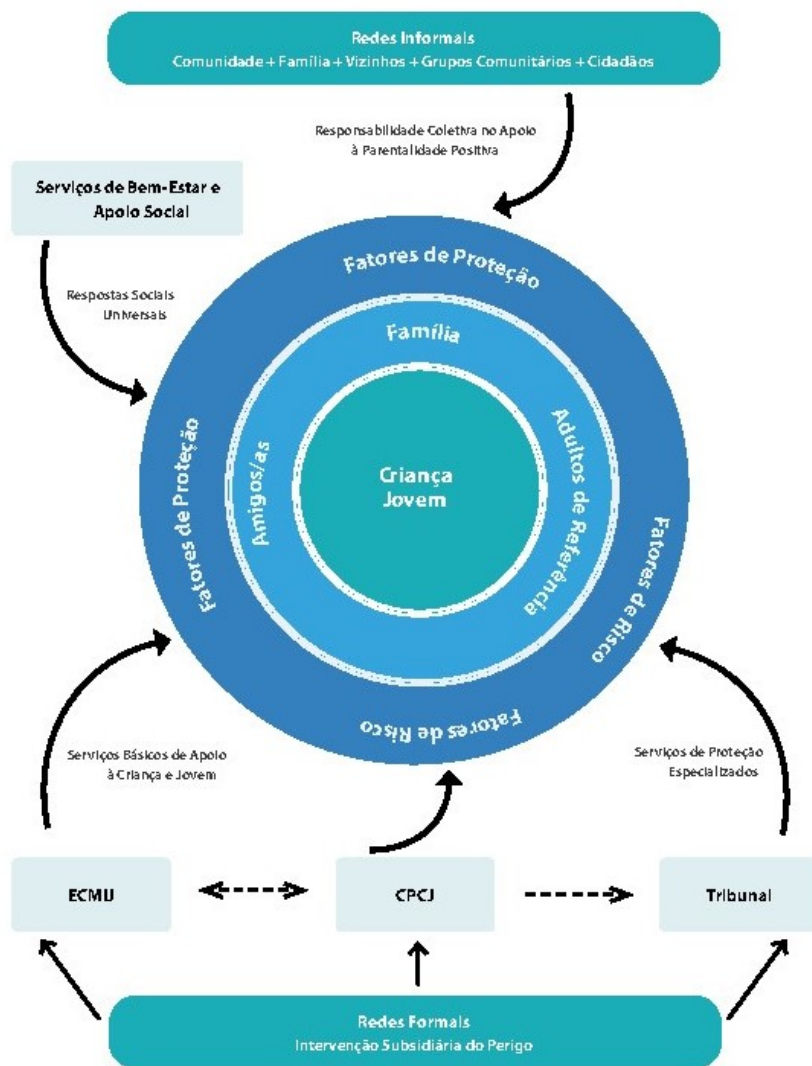 Redes Informais
Comunidade + Família + Vizinhos + Grupos Comunitários + Cidadãos
Responsabilidade Coletiva no Apoio
à Parentalidade Positiva
Serviços de Bem-Estar e
Apoio Social
Respostas Sociais
Universais
Fatores de Proteção
Família
Fatores de Proteção
Amigos/as
Criança
Jovem
Adultos de Referência
Fatores de Risco
Fatores de Risco
Serviços Básicos de Apoio
à Criança e Jovem
Serviços de Proteção
Especializados
ECMIJ
CPCJ
Tribunal
Redes Formais
Intervenção Subsidiária do Perigo